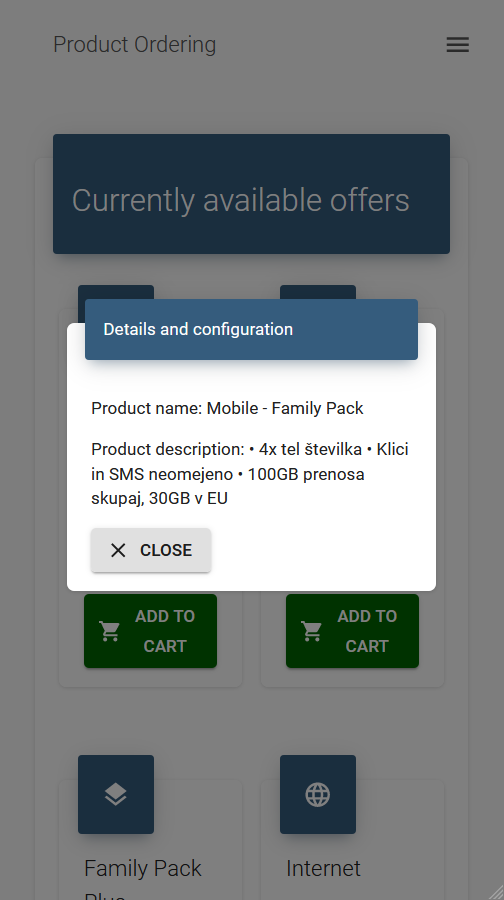 Product Ordering
Currently available offers
Details and configuration
Product name: Mobile - Family Pack
Product description: • 4x tel številka • Klici
in SMS neomejeno • 100GB prenosa
skupaj, 30GB v EU
CLOSE
ADD TO
CART
ADD TO
CART
Family Pack
Plus
Internet